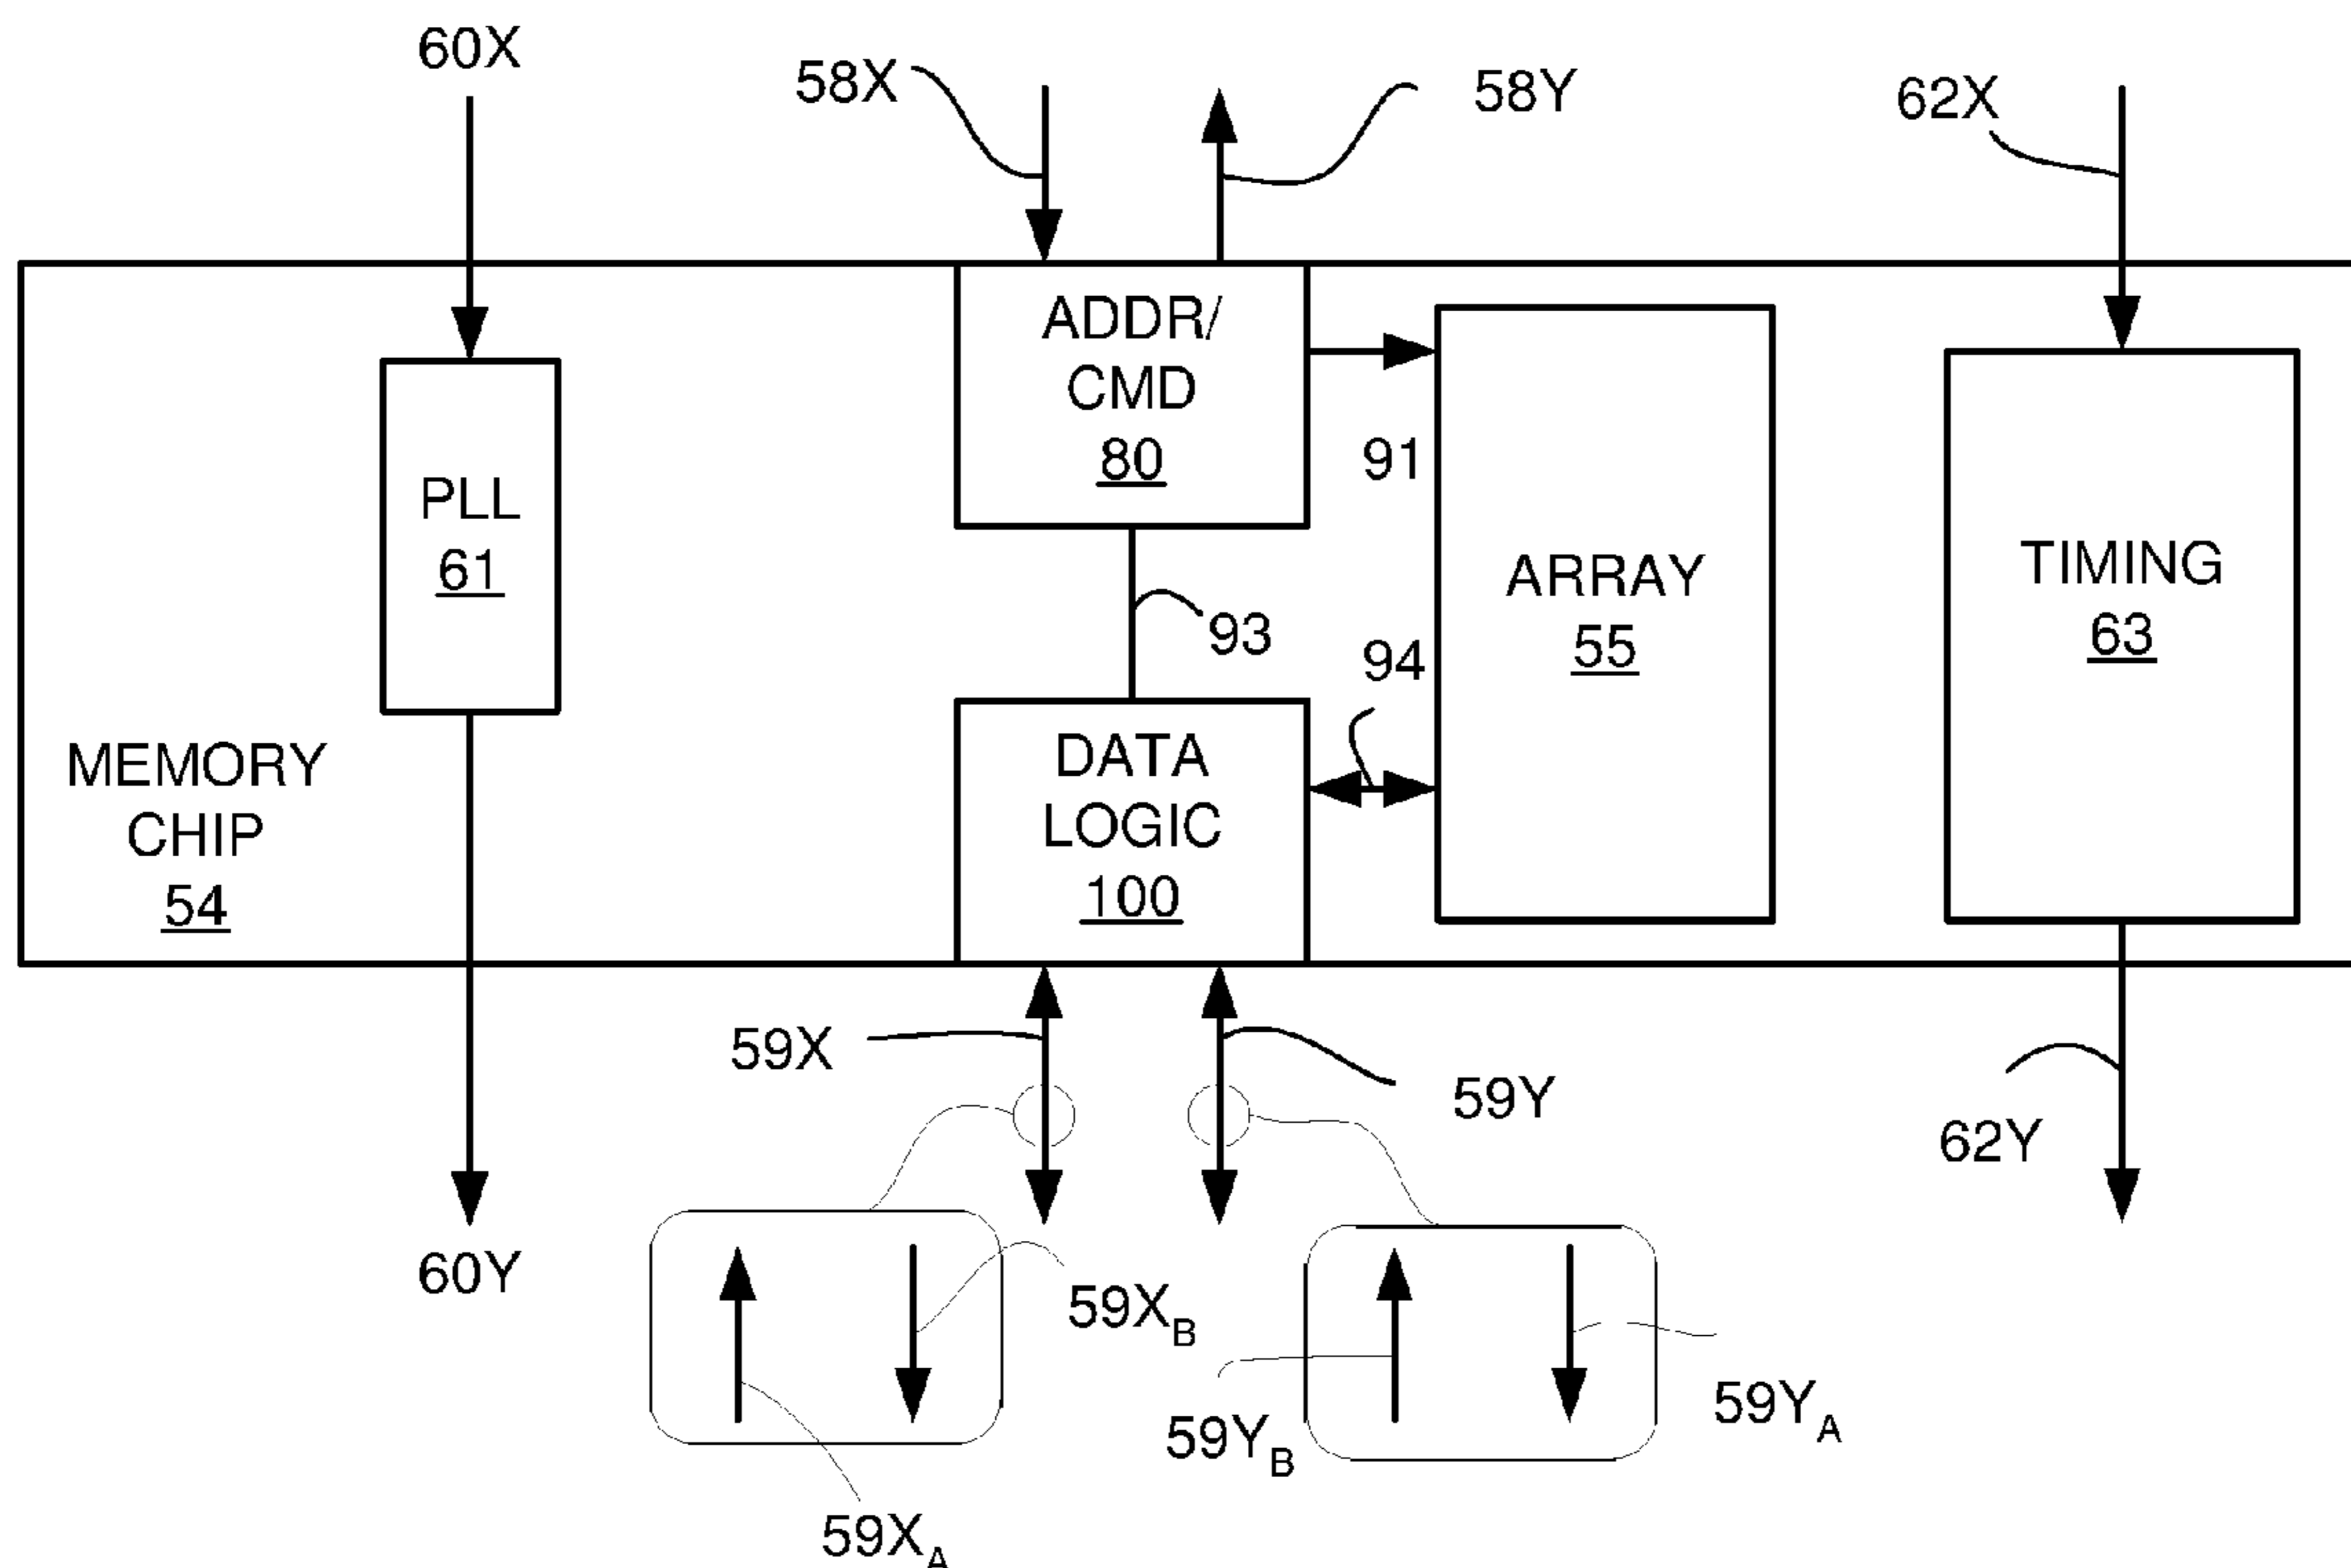 60X
58X
58Y
62X
ADDR/
CMD
80
91
PLL
61
ARRAY
55
TIMING
63
93
94
MEMORY
CHIP
54
DATA
LOGIC
100
59X
59Y
62Y
60Y
59XB
59YB
59YA
59XA